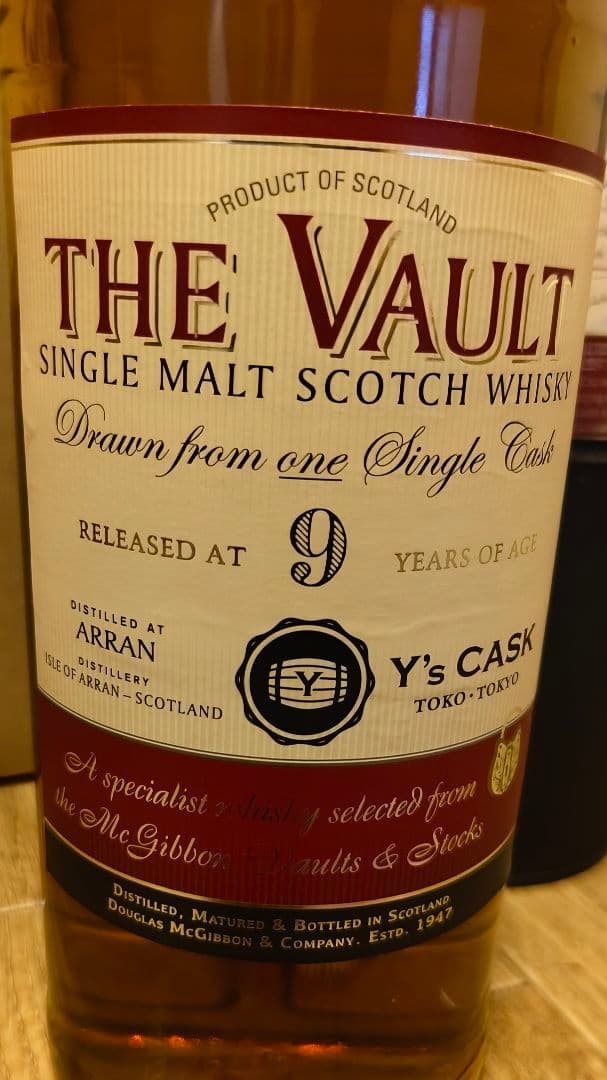 PRODUCT OF SCOTLAND
THE VAULT
SINGLE MALT SCOTCH WHISKY
Drawn from one Single Cask
RELEASED AT 9 YEARS OF AGE
DISTILLED AT
ARRAN
DISTILLERY
ISLE OF ARRAN – SCOTLAND
Y
Y's CASK
TOKO · TOKYO
A specialist whisky selected from
the McGibbon Vaults & Stocks
DISTILLED, MATURED & BOTTLED IN SCOTLAND
DOUGLAS MCGIBBON & COMPANY. ESTD. 1947